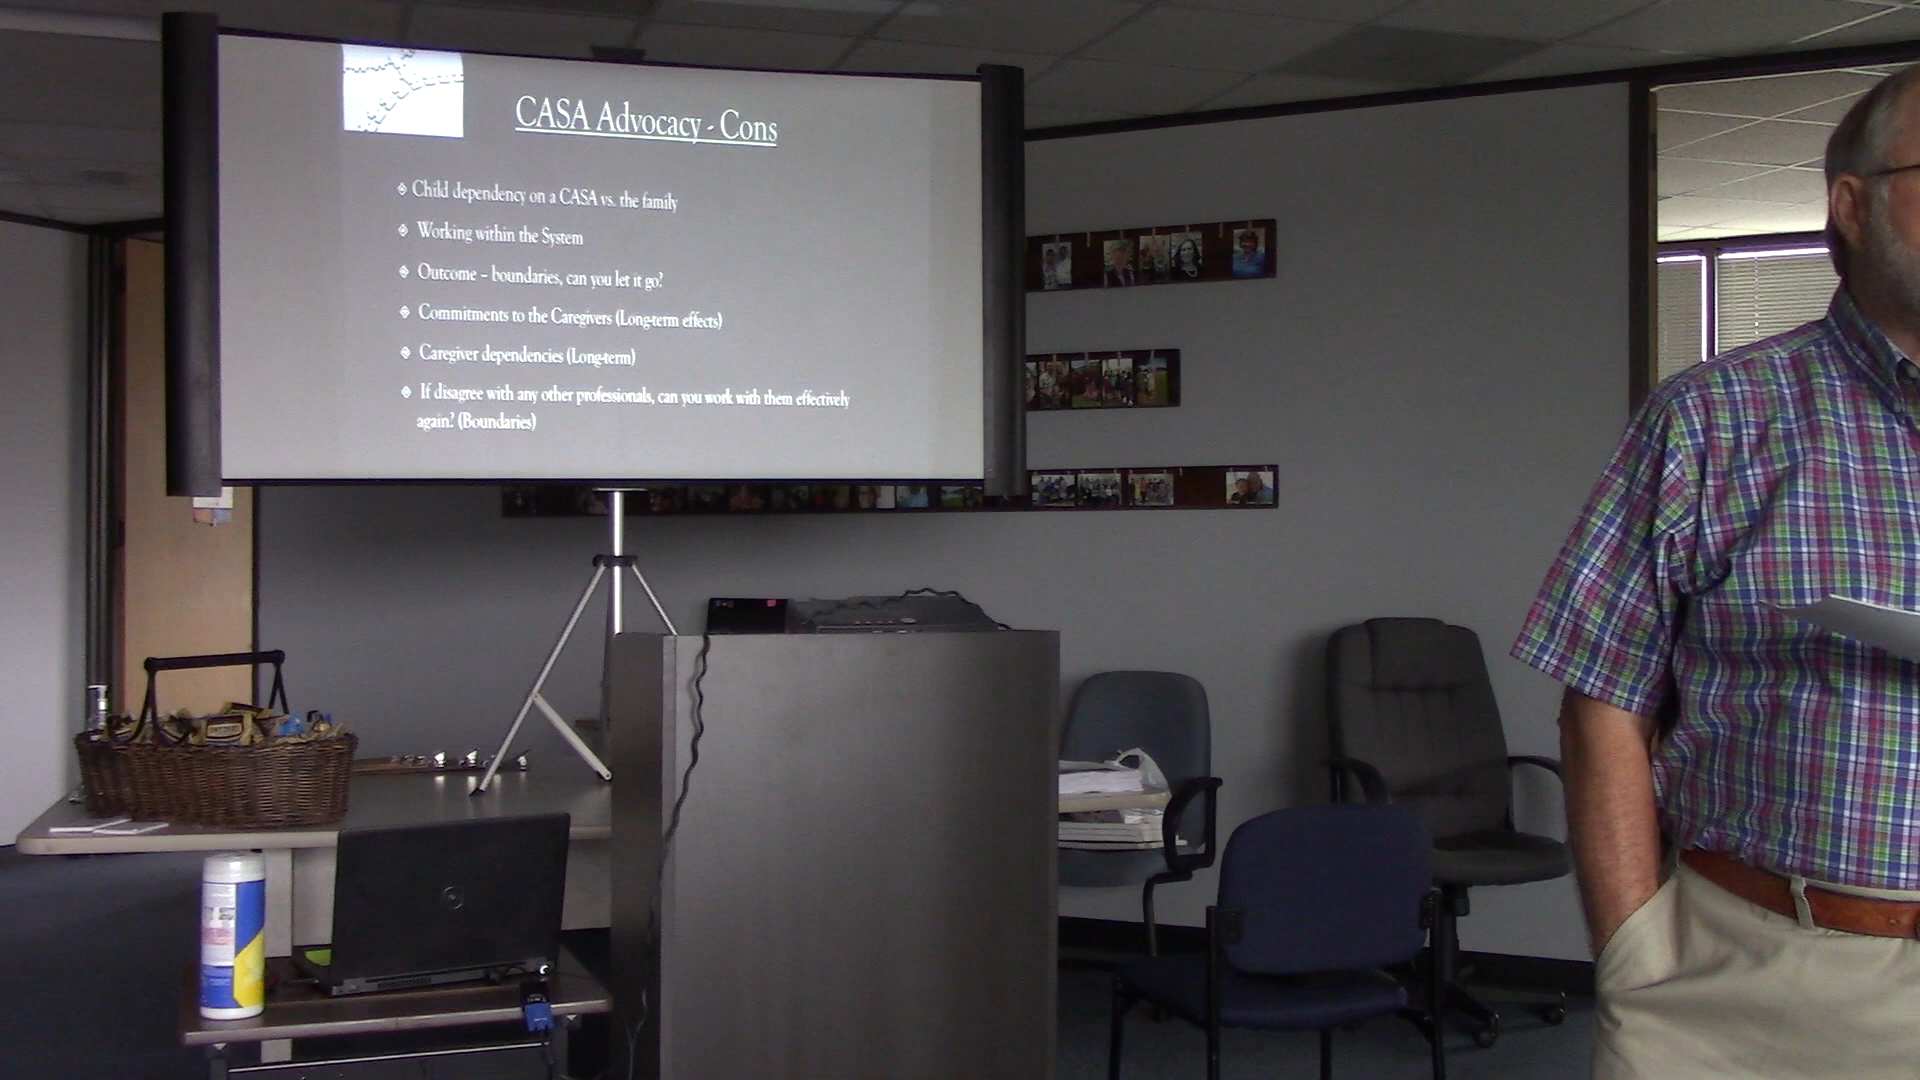 CASA Advocacy - Cons
Child dependency on a CASA vs. the family
Working within the System
Outcome – boundaries, can you let it go?
Commitments to the Caregivers (Long-term effects)
Caregiver dependencies (Long-term)
If disagree with any other professionals, can you work with them effectively
again? (Boundaries)